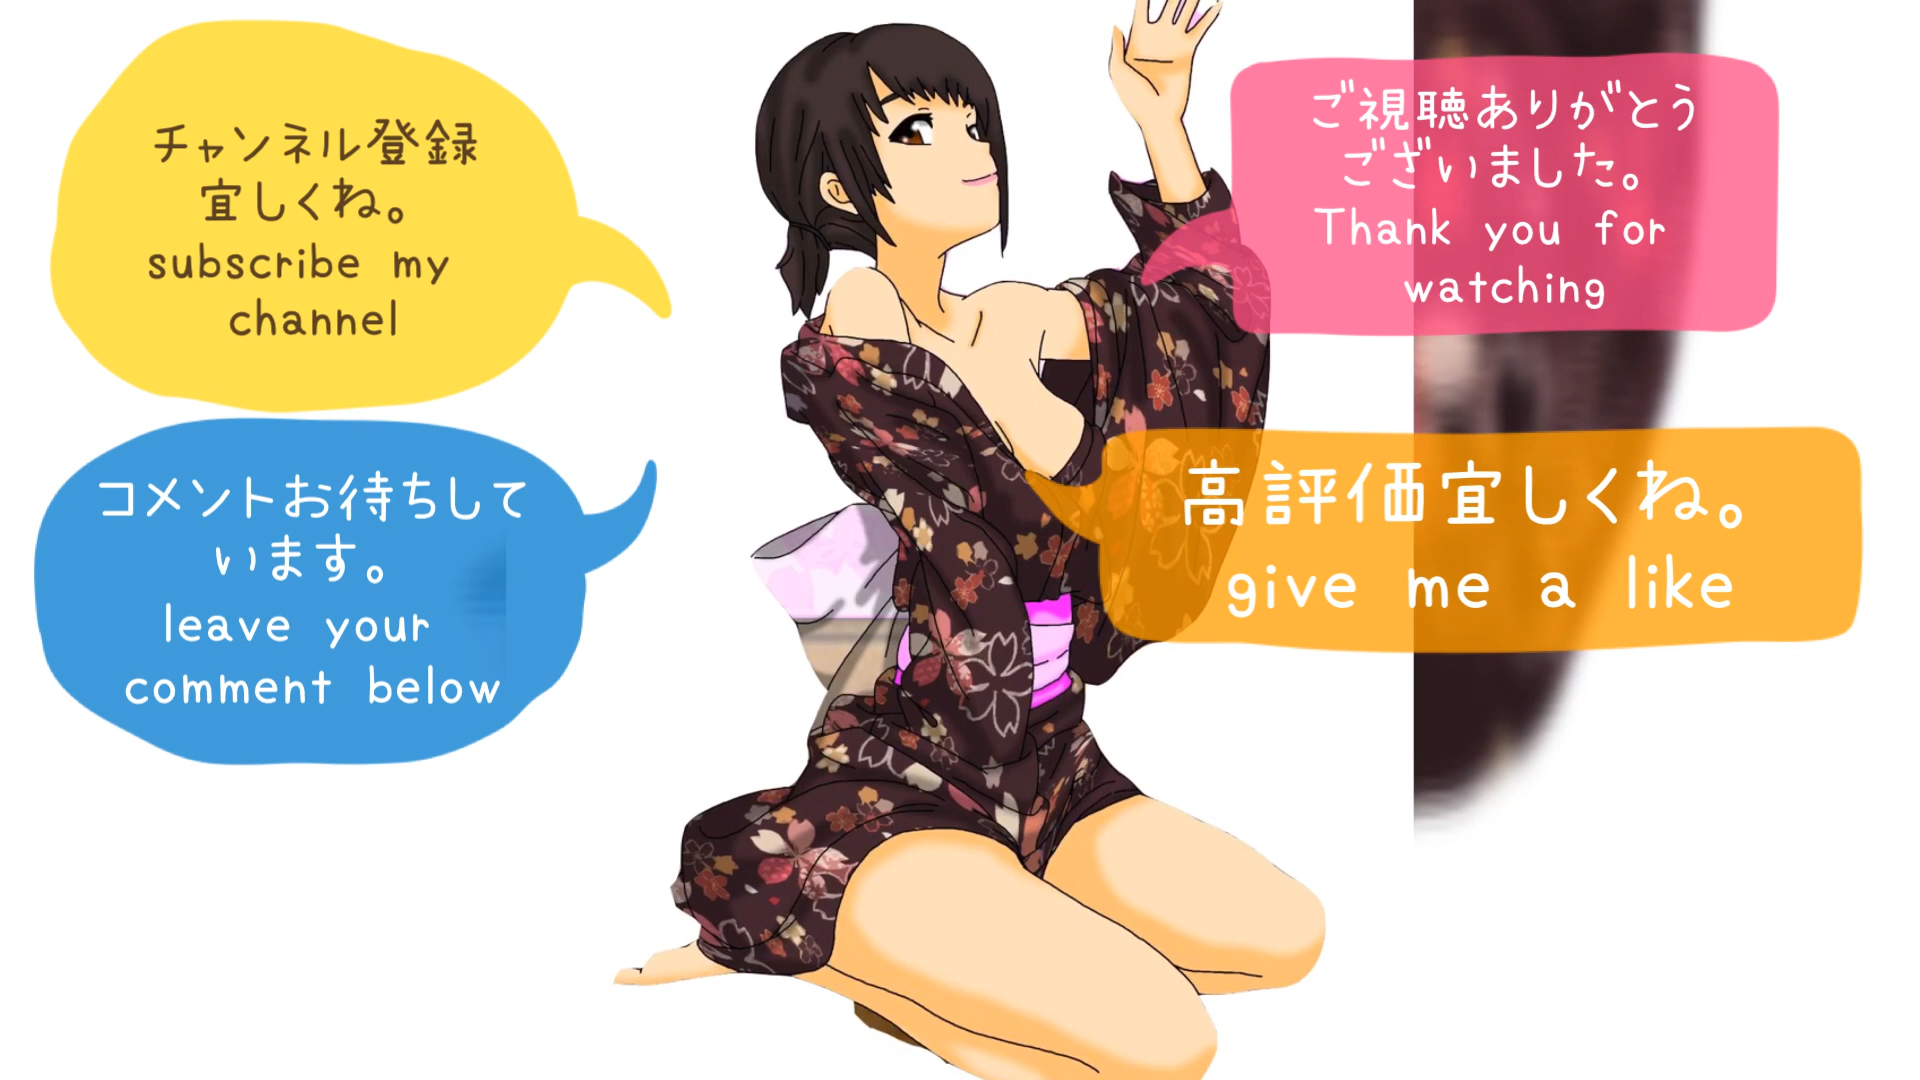 チャンネル登録
宜しくね。
subscribe my
channel
ご視聴ありがとう
ございました。
Thank you for
watching
コメントお待ちして
います。
leave your
comment below
高評価宜しくね。
give me a like